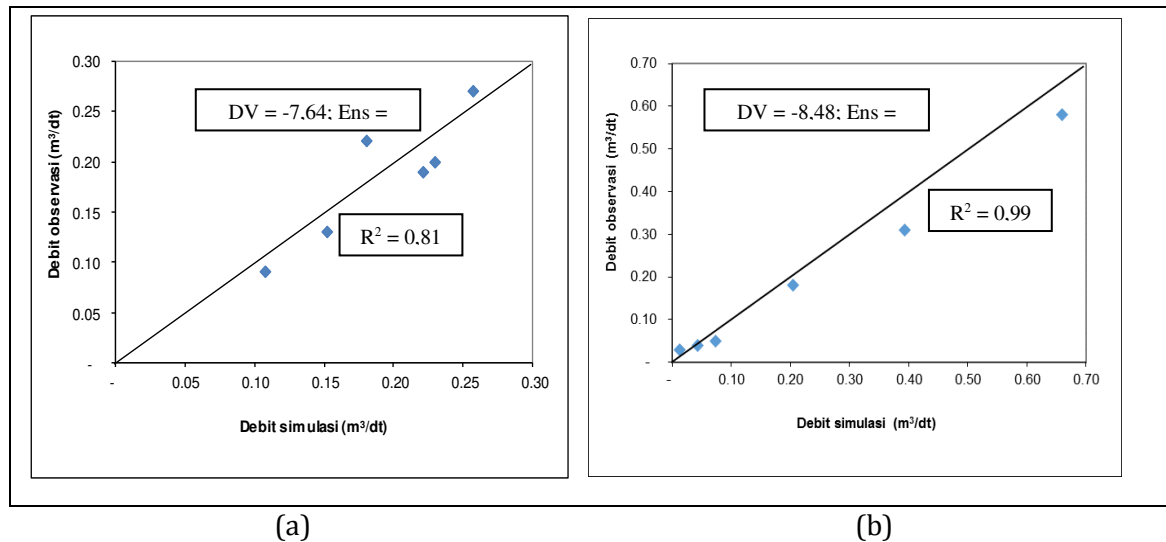 0.30
0.25
0.20
0.15
0.10
0.05
-
Debit observasi (m³/dt)
DV = -7,64; Ens =
R² = 0,81
- 0.05 0.10 0.15 0.20 0.25 0.30
Debit simulasi (m³/dt)
0.70
0.60
0.50
0.40
0.30
0.20
0.10
-
Debit observasi (m³/dt)
DV = -8,48; Ens =
R² = 0,99
- 0.10 0.20 0.30 0.40 0.50 0.60 0.70
Debit simulasi (m³/dt)
(a)
(b)